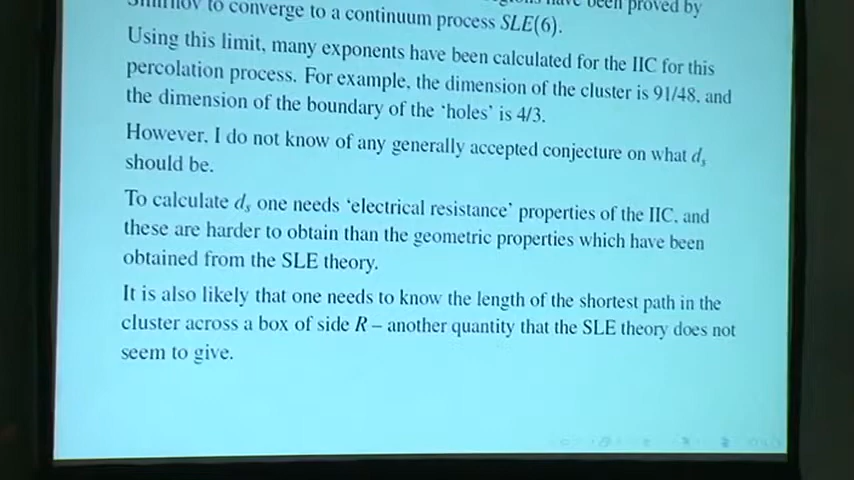 to converge to a continuum process SLE(6).
Using this limit, many exponents have been calculated for the IIC for this
percolation process. For example, the dimension of the cluster is 91/48, and
the dimension of the boundary of the ‘holes’ is 4/3.
However, I do not know of any generally accepted conjecture on what dₛ
should be.
To calculate dₛ one needs ‘electrical resistance’ properties of the IIC, and
these are harder to obtain than the geometric properties which have been
obtained from the SLE theory.
It is also likely that one needs to know the length of the shortest path in the
cluster across a box of side R – another quantity that the SLE theory does not
seem to give.